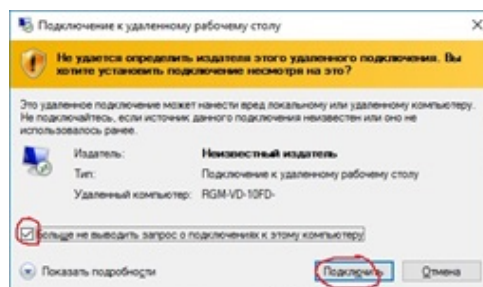 Подключение к удаленному рабочему столу
Не удается определить издателя этого удаленного подключения. Вы
хотите установить подключение несмотря на это?
Это удаленное подключение может нанести вред локальному или удаленному компьютеру.
Не подключайтесь, если источник данного подключения неизвестен или оно не
использовалось ранее.
Издатель: Неизвестный издатель
Тип: Подключение к удаленному рабочему столу
Удаленный компьютер: RGM-VD-10FD-
Больше не выводить запрос о подключениях к этому компьютеру
Показать подробности Подключить Отмена